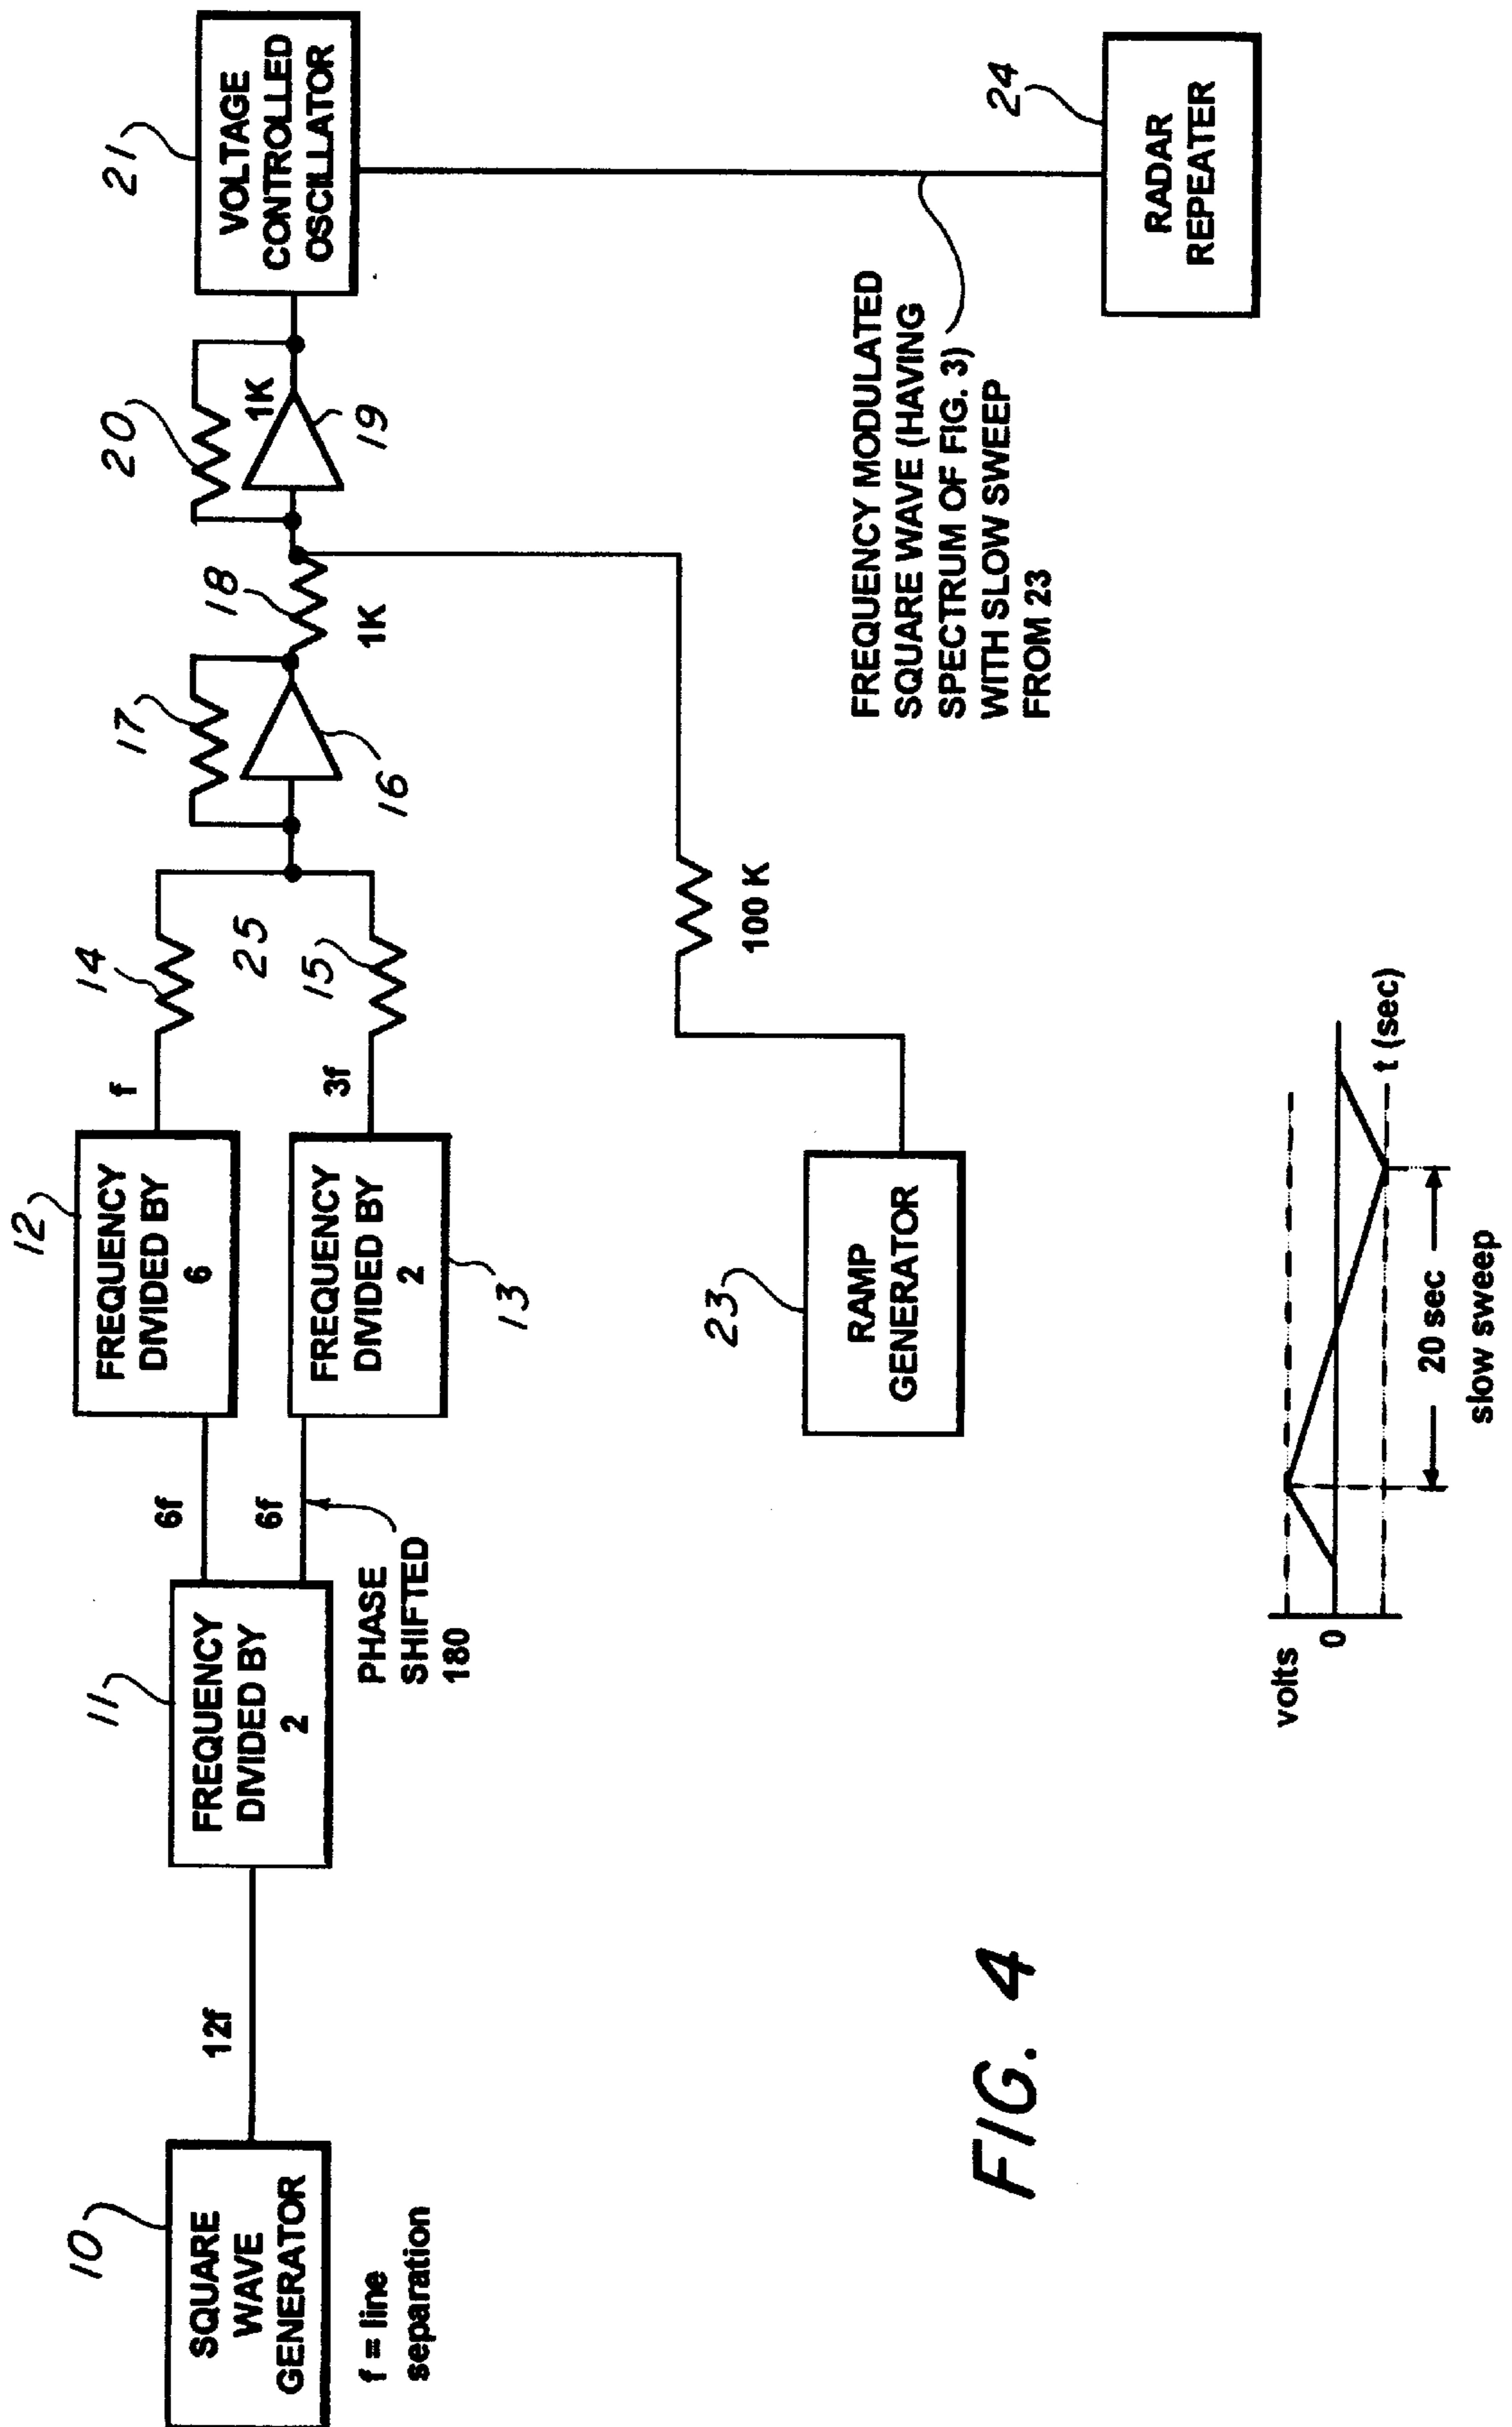 10
SQUARE
WAVE
GENERATOR
f = line
separation
12f
11
FREQUENCY
DIVIDED BY
2
6f
6f
PHASE
SHIFTED
180
12
FREQUENCY
DIVIDED BY
6
FREQUENCY
DIVIDED BY
2
13
f
3f
14
25
15
17
16
18
1K
20
1K
19
21
VOLTAGE
CONTROLLED
OSCILLATOR
23
RAMP
GENERATOR
100 K
FREQUENCY MODULATED
SQUARE WAVE (HAVING
SPECTRUM OF FIG. 3)
WITH SLOW SWEEP
FROM 23
24
RADAR
REPEATER
FIG. 4
volts
0
t (sec)
20 sec
slow sweep